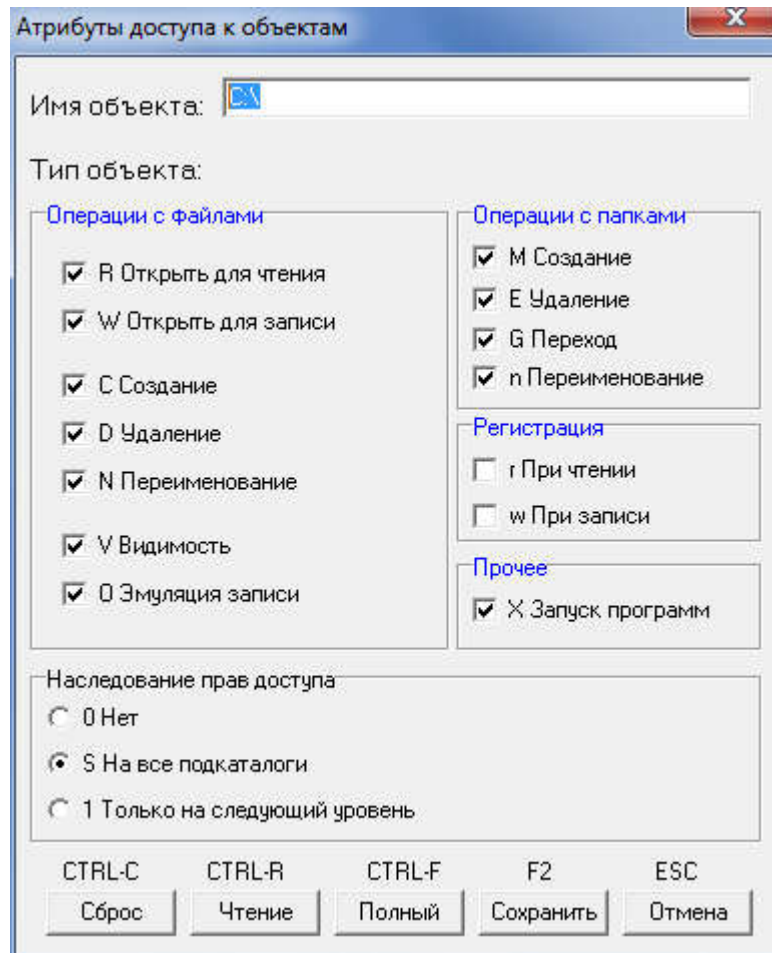 Атрибуты доступа к объектам
Имя объекта: C:\
Тип объекта:
Операции с файлами
R Открыть для чтения
W Открыть для записи
C Создание
D Удаление
N Переименование
V Видимость
O Эмуляция записи
Операции с папками
M Создание
E Удаление
G Переход
n Переименование
Регистрация
r При чтении
w При записи
Прочее
X Запуск программ
Наследование прав доступа
0 Нет
S На все подкаталоги
1 Только на следующий уровень
CTRL-C CTRL-R CTRL-F F2 ESC
Сброс Чтение Полный Сохранить Отмена